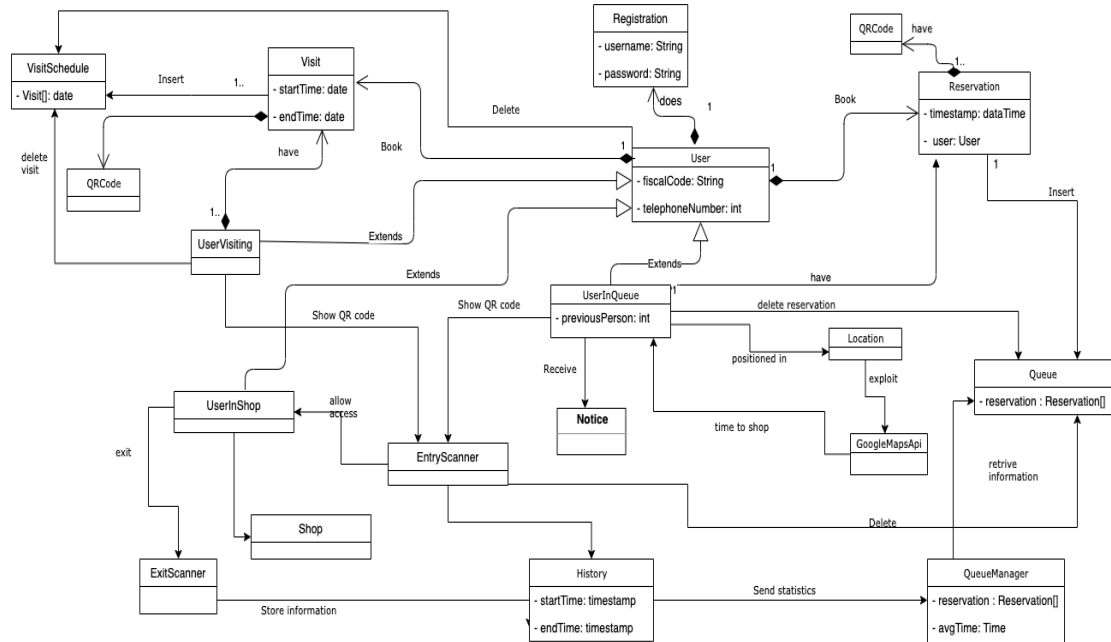 Registration
- username: String
- password: String
QRCode
have
1..
VisitSchedule
- Visit[]: date
Insert
1..
Visit
- startTime: date
- endTime: date
does
1
Reservation
- timestamp: dataTime
- user: User
1
Delete
Book
delete
visit
have
Book
1
1
User
- fiscalCode: String
- telephoneNumber: int
1
QRCode
Insert
1..
UserVisiting
Extends
Extends
Extends
have
UserInQueue
*1
- previousPerson: int
Show QR code
Show QR code
delete reservation
Location
positioned in
Receive
exploit
Queue
- reservation : Reservation[]
UserInShop
allow
access
Notice
time to shop
GoogleMapsApi
exit
EntryScanner
retrive
information
Shop
Delete
ExitScanner
History
- startTime: timestamp
- endTime: timestamp
QueueManager
- reservation : Reservation[]
- avgTime: Time
Send statistics
Store information